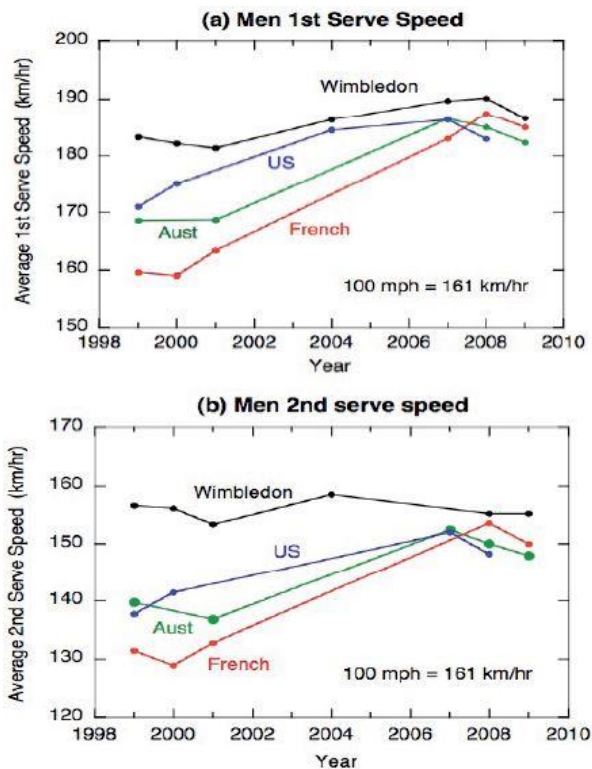 (a) Men 1st Serve Speed
200
190
180
170
160
150
Average 1st Serve Speed (km/hr)
Wimbledon
US
Aust
French
100 mph = 161 km/hr
1998 2000 2002 2004 2006 2008 2010
Year
(b) Men 2nd serve speed
170
160
150
140
130
120
Average 2nd Serve Speed (km/hr)
Wimbledon
US
Aust
French
100 mph = 161 km/hr
1998 2000 2002 2004 2006 2008 2010
Year